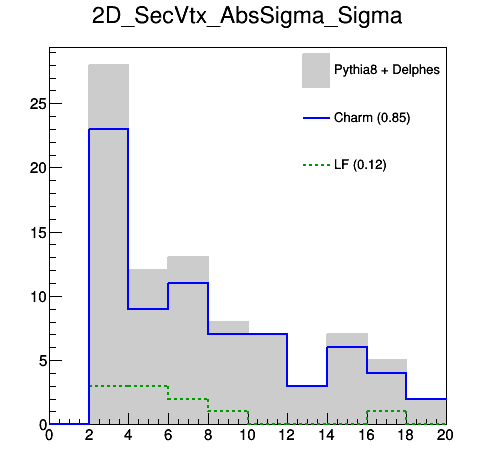 2D_SecVtx_AbsSigma_Sigma
Pythia8 + Delphes
Charm (0.85)
LF (0.12)
25
20
15
10
5
0
0 2 4 6 8 10 12 14 16 18 20